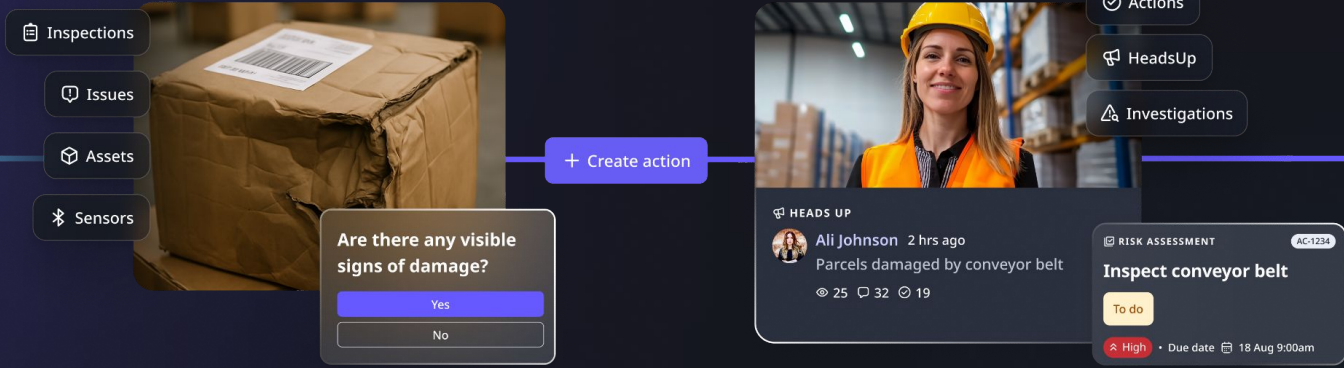 Inspections
Issues
Assets
Sensors
Are there any visible
signs of damage?
Yes
No
Create action
HEADS UP
Ali Johnson 2 hrs ago
Parcels damaged by conveyor belt
25 32 19
Actions
HeadsUp
Investigations
RISK ASSESSMENT AC-1234
Inspect conveyor belt
To do
High • Due date 18 Aug 9:00am